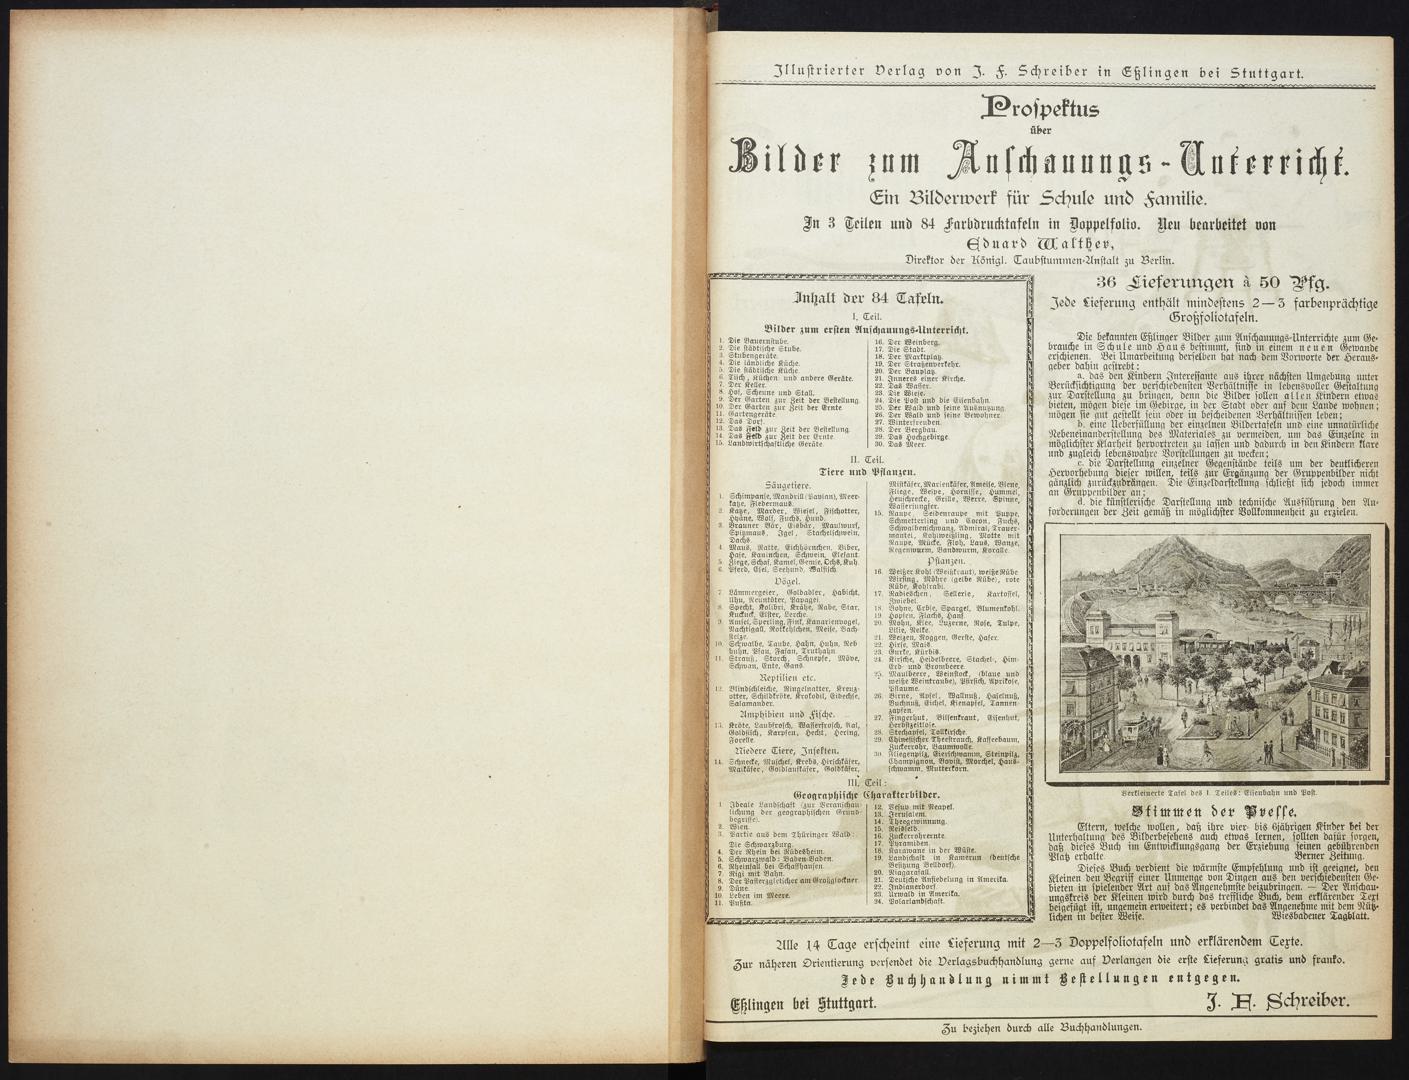 Illustrierter Verlag von J. F. Schreiber in Eßlingen bei Stuttgart.
Prospektus
über
Bilder zum Anschauungs-Unterricht.
Ein Bilderwerk für Schule und Familie.
In 3 Teilen und 84 Farbdrucktafeln in Doppelfolio. Neu bearbeitet von
Eduard Walther,
Direktor der Königl. Taubstummen-Anstalt zu Berlin.
Inhalt der 84 Tafeln.
I. Teil.
Bilder zum ersten Anschauungs-Unterricht.
1. Die Bauernstube.
2. Die städtische Stube.
3. Stubengeräte.
4. Die ländliche Küche.
5. Die städtische Küche.
6. Tisch, Küchen und andere Geräte.
7. Der Keller.
8. Hof, Scheune und Stall.
9. Der Garten zur Zeit der Bestellung.
10. Der Garten zur Zeit der Ernte
11. Gartengeräte.
12. Das Dorf.
13. Das Feld zur Zeit der Bestellung.
14. Das Feld zur Zeit der Ernte.
15. Landwirtschaftliche Geräte.
16. Der Weinberg.
17. Die Stadt.
18. Der Marktplatz.
19. Der Straßenverkehr.
20. Der Bauplatz.
21. Inneres einer Kirche.
22. Das Wasser.
23. Die Wiese.
24. Die Post und die Eisenbahn.
25. Der Wald und seine Ausnutzung.
26. Der Wald und seine Bewohner.
27. Winterfreuden.
28. Der Bergbau.
29. Das Hochgebirge.
30. Das Meer.
II. Teil.
Tiere und Pflanzen.
Säugetiere.
1. Schimpanse, Mandrill (Pavian), Meer-
katze, Fledermaus.
2. Katze, Marder, Wiesel, Fischotter,
Hyäne, Wolf, Fuchs, Hund.
3. Brauner Bär, Eisbär, Maulwurf,
Spitzmaus, Igel, Stachelschwein,
Dachs.
4. Maus, Ratte, Eichhörnchen, Biber,
Hase, Kaninchen, Schwein, Elefant.
5. Ziege, Schaf, Kamel, Gemse, Ochs, Kuh.
6. Pferd, Esel, Seehund, Walfisch.
Vögel.
7. Lämmergeier, Goldadler, Habicht,
Uhu, Neuntöter, Papagei.
8. Specht, Kolibri, Krähe, Rabe, Star,
Kuckuck, Elster, Lerche.
9. Amsel, Sperling, Fink, Kanarienvogel,
Nachtigall, Rotkehlchen, Meise, Bach-
stelze.
10. Schwalbe, Taube, Hahn, Huhn, Reb
huhn, Pfau, Fasan, Truthahn.
11. Strauß, Storch, Schnepfe, Möve,
Schwan, Ente, Gans.
Reptilien etc.
12. Blindschleiche, Ringelnatter, Kreuz-
otter, Schildkröte, Krokodil, Eidechse,
Salamander.
Amphibien und Fische.
13. Kröte, Laubfrosch, Wasserfrosch, Aal,
Goldfisch, Karpfen, Hecht, Hering,
Forelle.
Niedere Tiere, Insekten.
14. Schnecke, Muschel, Krebs, Hirschkäfer,
Maikäfer, Goldlaufkäfer, Goldkäfer,
Mistkäfer, Marienkäfer, Ameise, Biene,
Fliege, Wespe, Hornisse, Hummel,
Heuschrecke, Grille, Werre, Spinne,
Wasserjungfer.
15. Raupe, Seidenraupe mit Puppe,
Schmetterling und Cocon, Fuchs,
Schwalbenschwanz, Admiral, Trauer-
mantel, Kohlweißling, Motte mit
Raupe, Mücke, Floh, Laus, Wanze,
Regenwurm, Bandwurm, Koralle.
Pflanzen.
16. Weißer Kohl (Weißkraut), weiße Rübe
Wirsing, Möhre (gelbe Rübe), rote
Rübe, Kohlrabi.
17. Radieschen, Sellerie, Kartoffel,
Zwiebel.
18. Bohne, Erbse, Spargel, Blumenkohl.
19. Hopfen, Flachs, Hanf.
20. Mohn, Klee, Luzerne, Rose, Tulpe,
Lilie, Nelke.
21. Weizen, Roggen, Gerste, Hafer.
22. Hirse, Mais.
23. Gurke, Kürbis.
24. Kirsche, Heidelbeere, Stachel-, Him-
Erd- und Brombeere.
25. Maulbeere, Weinstock, (blaue und
weiße Weintraube), Pfirsich, Aprikose,
Pflaume.
26. Birne, Apfel, Wallnuß, Haselnuß,
Buchnuß, Eichel, Kienapfel, Tannen-
zapfen.
27. Fingerhut, Bilsenkraut, Eisenhut,
Herbstzeitlose.
28. Stechapfel, Tollkirsche.
29. Chinesischer Theestrauch, Kaffeebaum,
Zuckerrohr, Baumwolle.
30. Fliegenpilz, Eierschwamm, Steinpilz,
Champignon, Bovist, Morchel, Haus-
schwamm, Mutterkorn.
III. Teil:
Geographische Charakterbilder.
1. Ideale Landschaft (zur Veranschau-
lichung der geographischen Grund-
begriffe).
2. Wien.
3. Partie aus dem Thüringer Wald:
Die Schwarzburg.
4. Der Rhein bei Rüdesheim.
5. Schwarzwald: Baden-Baden.
6. Rheinfall bei Schaffhausen.
7. Rigi mit Bahn.
8. Der Pasterzgletscher am Großglockner.
9. Düne.
10. Leben im Meere.
11. Pußta.
12. Vesuv mit Neapel.
13. Jerusalem.
14. Theegewinnung.
15. Reisfeld.
16. Zuckerrohrernte.
17. Pyramiden.
18. Karawane in der Wüste.
19. Landschaft in Kamerun (deutsche
Besitzung Belldorf).
20. Niagarafall.
21. Deutsche Ansiedelung in Amerika.
22. Indianerdorf.
23. Urwald in Amerika.
24. Polarlandschaft.
36 Lieferungen à 50 Pfg.
Jede Lieferung enthält mindestens 2—3 farbenprächtige
Großfoliotafeln.
Die bekannten Eßlinger Bilder zum Anschauungs-Unterrichte zum Ge-
brauche in Schule und Haus bestimmt, sind in einem neuen Gewande
erschienen. Bei Umarbeitung derselben hat nach dem Vorworte der Heraus-
geber dahin gestrebt:
a. das den Kindern Interessante aus ihrer nächsten Umgebung unter
Berücksichtigung der verschiedensten Verhältnisse in lebensvoller Gestaltung
zur Darstellung zu bringen, denn die Bilder sollen allen Kindern etwas
bieten, mögen diese im Gebirge, in der Stadt oder auf dem Lande wohnen;
mögen sie gut gestellt sein oder in bescheidenen Verhältnissen leben;
b. eine Ueberfüllung der einzelnen Bildertafeln und eine unnatürliche
Nebeneinanderstellung des Materiales zu vermeiden, um das Einzelne in
möglichster Klarheit hervortreten zu lassen und dadurch in den Kindern klare
und zugleich lebenswahre Vorstellungen zu wecken;
c. die Darstellung einzelner Gegenstände teils um der deutlicheren
Hervorhebung dieser willen, teils zur Ergänzung der Gruppenbilder nicht
gänzlich zurückzudrängen. Die Einzeldarstellung schließt sich jedoch immer
an Gruppenbilder an;
d. die künstlerische Darstellung und technische Ausführung den An-
forderungen der Zeit gemäß in möglichster Vollkommenheit zu erzielen.
Verkleinerte Tafel des I. Teiles: Eisenbahn und Post.
Stimmen der Presse.
Eltern, welche wollen, daß ihre vier- bis 6jährigen Kinder bei der
Unterhaltung des Bilderbesehens auch etwas lernen, sollten dafür sorgen,
daß dieses Buch im Entwicklungsgang der Erziehung seinen gebührenden
Platz erhalte. Berner Zeitung.
Dieses Buch verdient die wärmste Empfehlung und ist geeignet, den
Kleinen den Begriff einer Unmenge von Dingen aus den verschiedensten Ge-
bieten in spielender Art auf das Angenehmste beizubringen. — Der Anschau-
ungskreis der Kleinen wird durch das treffliche Buch, dem erklärender Text
beigefügt ist, ungemein erweitert; es verbindet das Angenehme mit dem Nütz-
lichen in bester Weise. Wiesbadener Tagblatt.
Alle 14 Tage erscheint eine Lieferung mit 2—3 Doppelfoliotafeln und erklärendem Texte.
Zur näheren Orientierung versendet die Verlagsbuchhandlung gerne auf Verlangen die erste Lieferung gratis und franko.
Jede Buchhandlung nimmt Bestellungen entgegen.
Eßlingen bei Stuttgart. J. F. Schreiber.
Zu beziehen durch alle Buchhandlungen.